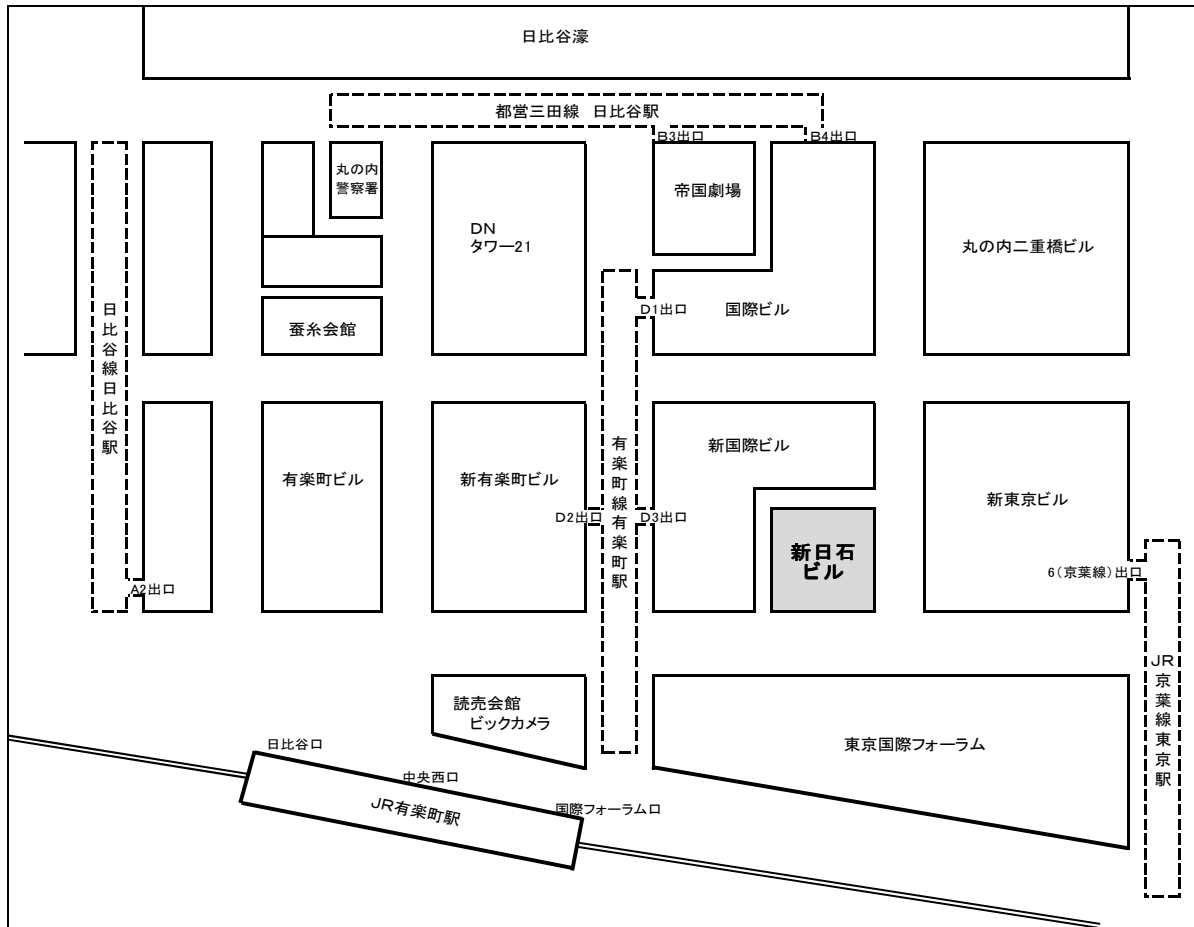 日比谷濠
都営三田線 日比谷駅
B3出口
B4出口
丸の内
警察署
帝国劇場
DN
タワー21
丸の内二重橋ビル
日比谷線日比谷駅
D1出口
国際ビル
蚕糸会館
有楽町線有楽町駅
新国際ビル
有楽町ビル
新有楽町ビル
新東京ビル
D2出口
D3出口
新日石
ビル
6(京葉線)出口
A2出口
JR京葉線東京駅
読売会館
ビックカメラ
東京国際フォーラム
日比谷口
中央西口
JR有楽町駅
国際フォーラム口